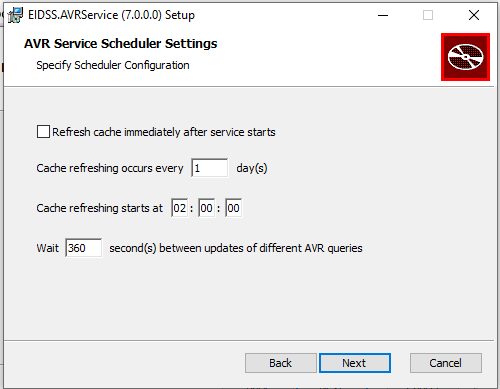 EIDSS.AVRService (7.0.0.0) Setup
AVR Service Scheduler Settings
Specify Scheduler Configuration
Refresh cache immediately after service starts
Cache refreshing occurs every 1 day(s)
Cache refreshing starts at 02 : 00 : 00
Wait 360 second(s) between updates of different AVR queries
Back Next Cancel